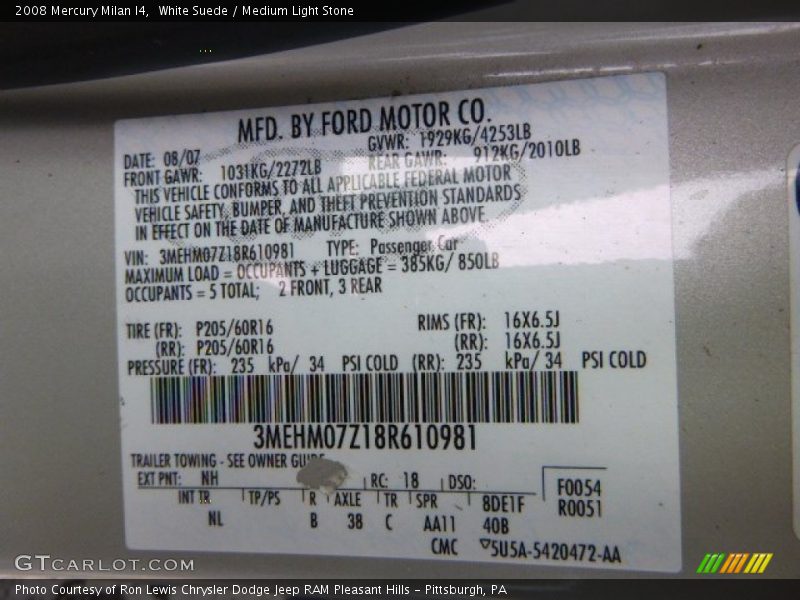 2008 Mercury Milan I4, White Suede / Medium Light Stone
MFD. BY FORD MOTOR CO.
DATE: 08/07 GVWR: 1929KG/4253LB
FRONT GAWR: 1031KG/2272LB REAR GAWR: 912KG/2010LB
THIS VEHICLE CONFORMS TO ALL APPLICABLE FEDERAL MOTOR
VEHICLE SAFETY, BUMPER, AND THEFT PREVENTION STANDARDS
IN EFFECT ON THE DATE OF MANUFACTURE SHOWN ABOVE.
VIN: 3MEHM07Z18R610981 TYPE: Passenger Car
MAXIMUM LOAD = OCCUPANTS + LUGGAGE = 385KG/ 850LB
OCCUPANTS = 5 TOTAL; 2 FRONT, 3 REAR
TIRE (FR): P205/60R16 RIMS (FR): 16X6.5J
(RR): P205/60R16 (RR): 16X6.5J
PRESSURE (FR): 235 kPa/ 34 PSI COLD (RR): 235 kPa/ 34 PSI COLD
3MEHM07Z18R610981
TRAILER TOWING - SEE OWNER GUIDE
EXT PNT: NH RC: 18 DSO: F0054
INT TR TP/PS R AXLE TR SPR 8DE1F R0051
NL B 38 C AA11 40B
CMC ▽5U5A-5420472-AA
GTCARLOT.COM
Photo Courtesy of Ron Lewis Chrysler Dodge Jeep RAM Pleasant Hills - Pittsburgh, PA